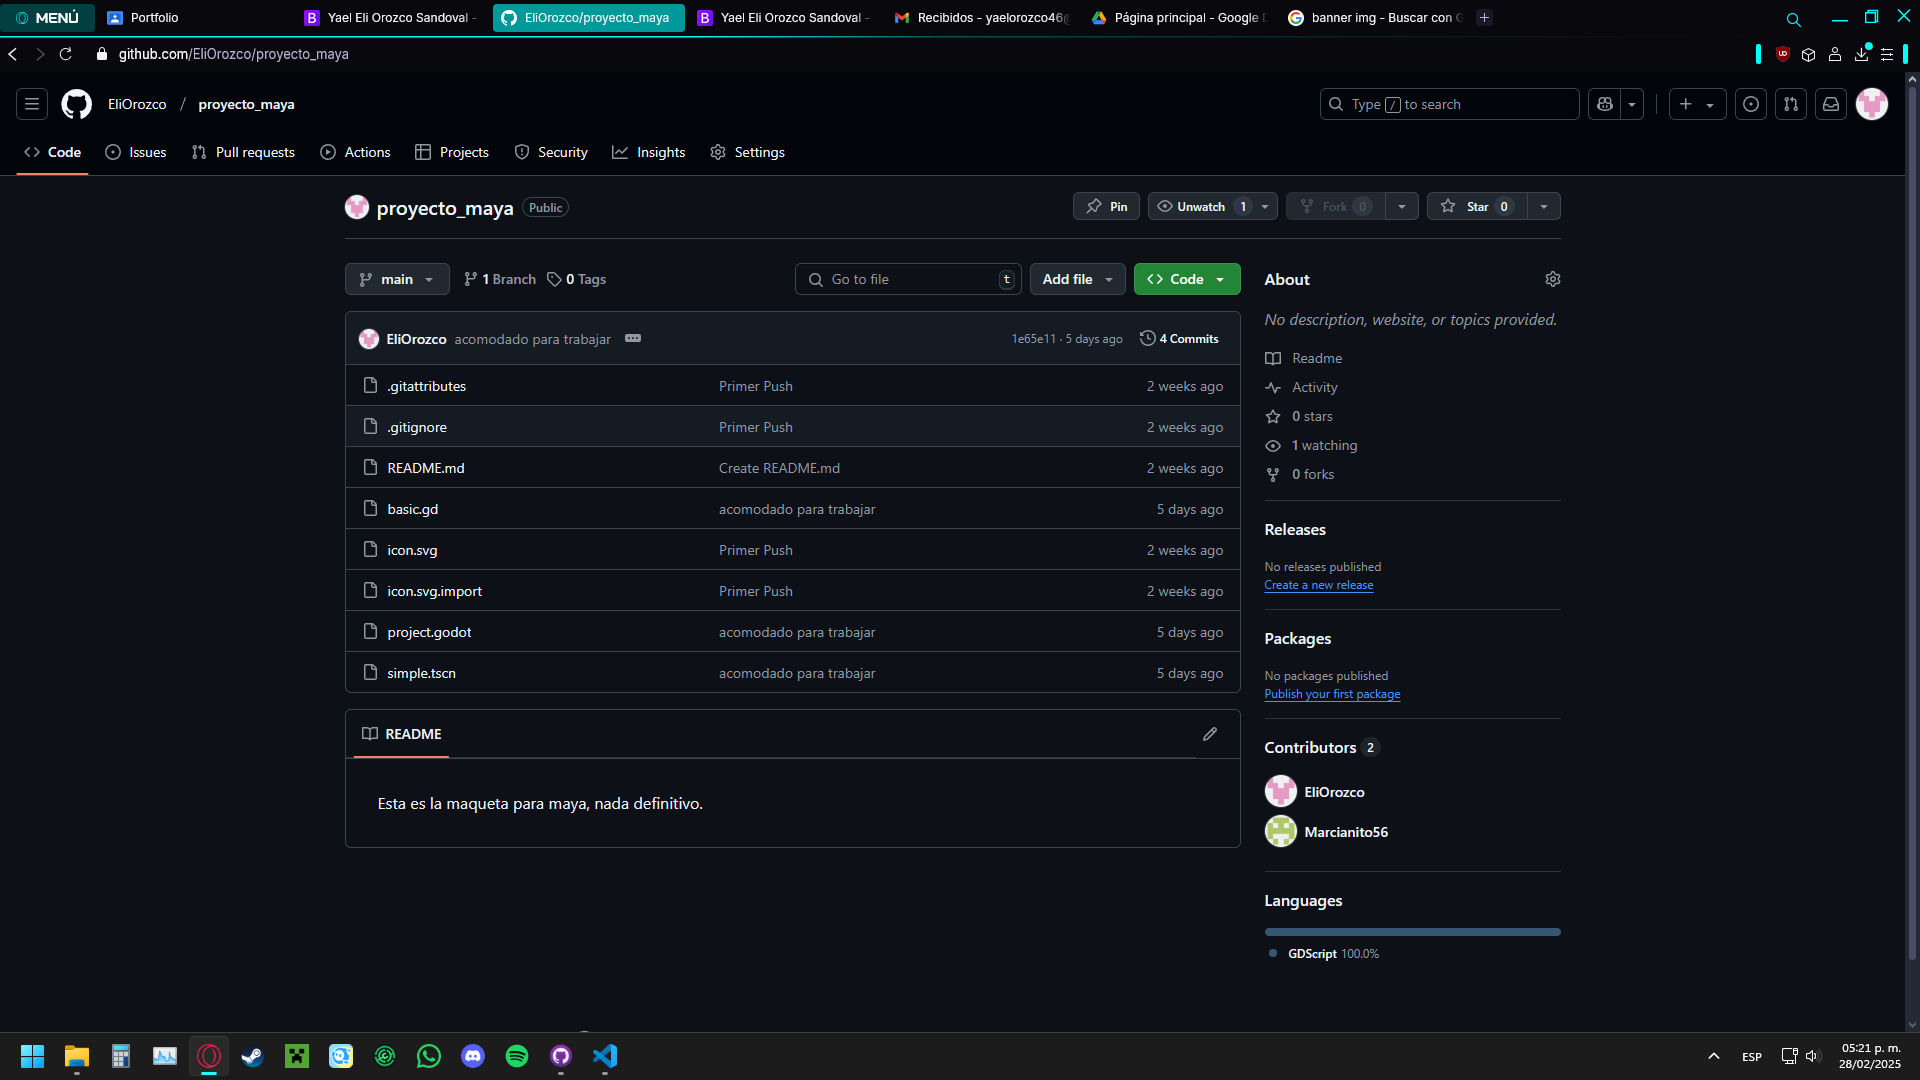 MENÚ
Portfolio
Yael Eli Orozco Sandoval -
EliOrozco/proyecto_maya
Yael Eli Orozco Sandoval -
Recibidos - yaelorozco46@
Página principal - Google D
banner img - Buscar con G
github.com/EliOrozco/proyecto_maya
EliOrozco / proyecto_maya
Type / to search
Code
Issues
Pull requests
Actions
Projects
Security
Insights
Settings
proyecto_maya Public
Pin
Unwatch 1
Fork 0
Star 0
main
1 Branch
0 Tags
Go to file t
Add file
Code
EliOrozco acomodado para trabajar
1e65e11 · 5 days ago
4 Commits
.gitattributes Primer Push 2 weeks ago
.gitignore Primer Push 2 weeks ago
README.md Create README.md 2 weeks ago
basic.gd acomodado para trabajar 5 days ago
icon.svg Primer Push 2 weeks ago
icon.svg.import Primer Push 2 weeks ago
project.godot acomodado para trabajar 5 days ago
simple.tscn acomodado para trabajar 5 days ago
README
Esta es la maqueta para maya, nada definitivo.
About
No description, website, or topics provided.
Readme
Activity
0 stars
1 watching
0 forks
Releases
No releases published
Create a new release
Packages
No packages published
Publish your first package
Contributors 2
EliOrozco
Marcianito56
Languages
GDScript 100.0%
ESP
05:21 p. m.
28/02/2025